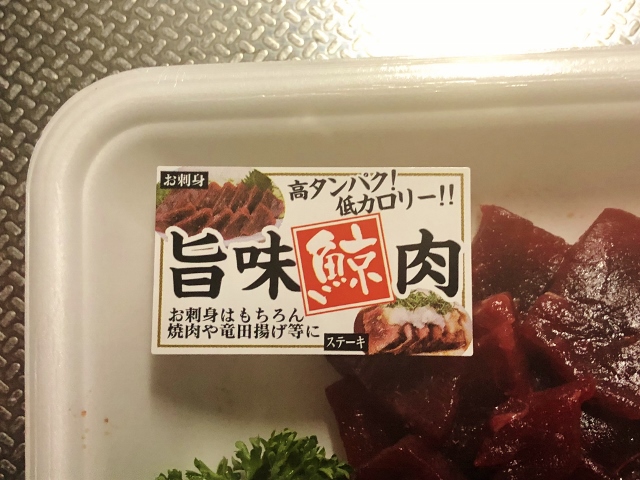 お刺身
高タンパク!
低カロリー!!
旨味鯨肉
お刺身はもちろん
焼肉や竜田揚げ等に
ステーキ